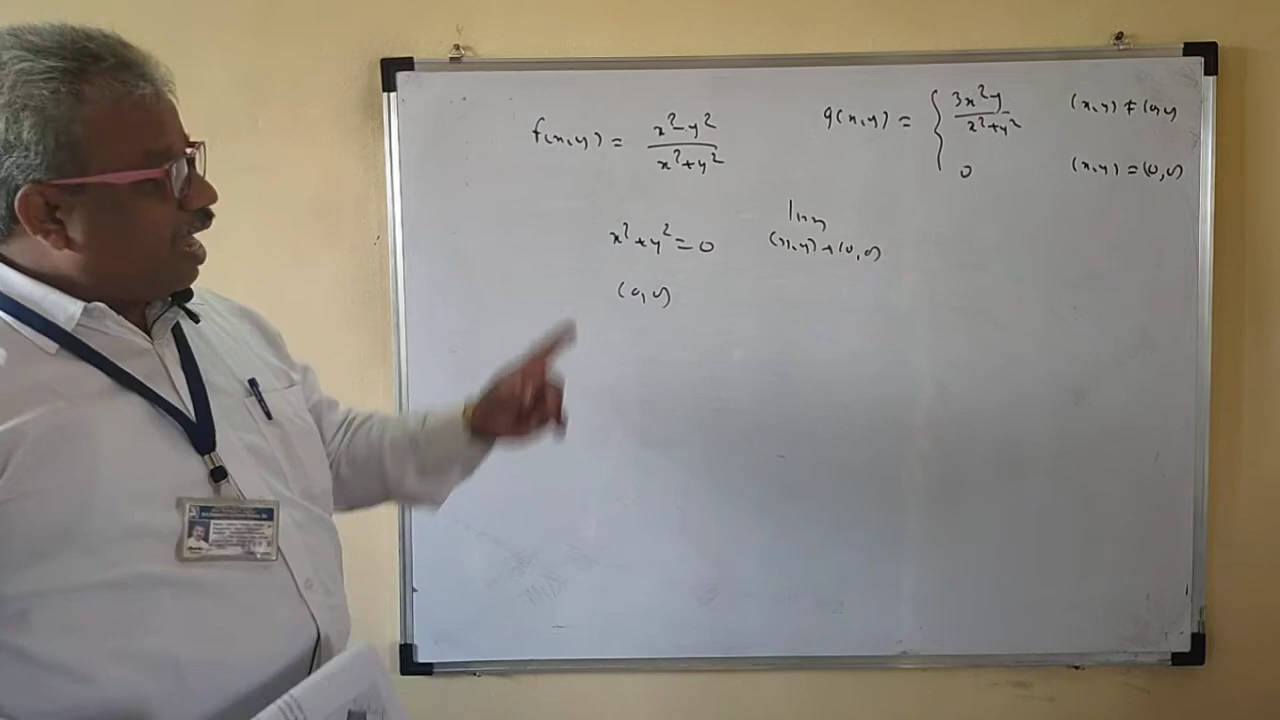 f(x,y) = x²-y² / x²+y²
g(x,y) = { 3x²y / x²+y² (x,y) ≠ (0,0)
0 (x,y) = (0,0)
x²+y² = 0
lim (x,y)→(0,0)
(0,0)